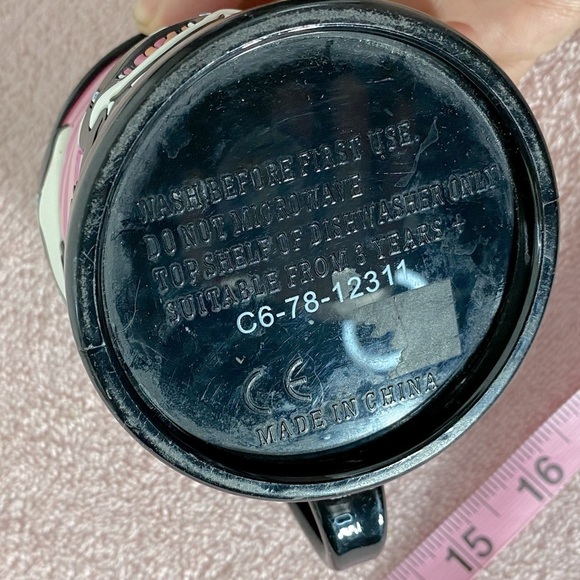 WASH BEFORE FIRST USE.
DO NOT MICROWAVE
TOP SHELF OF DISHWASHER ONLY
SUITABLE FROM 3 YEARS +
C6-78-12311
CE
MADE IN CHINA
15
16